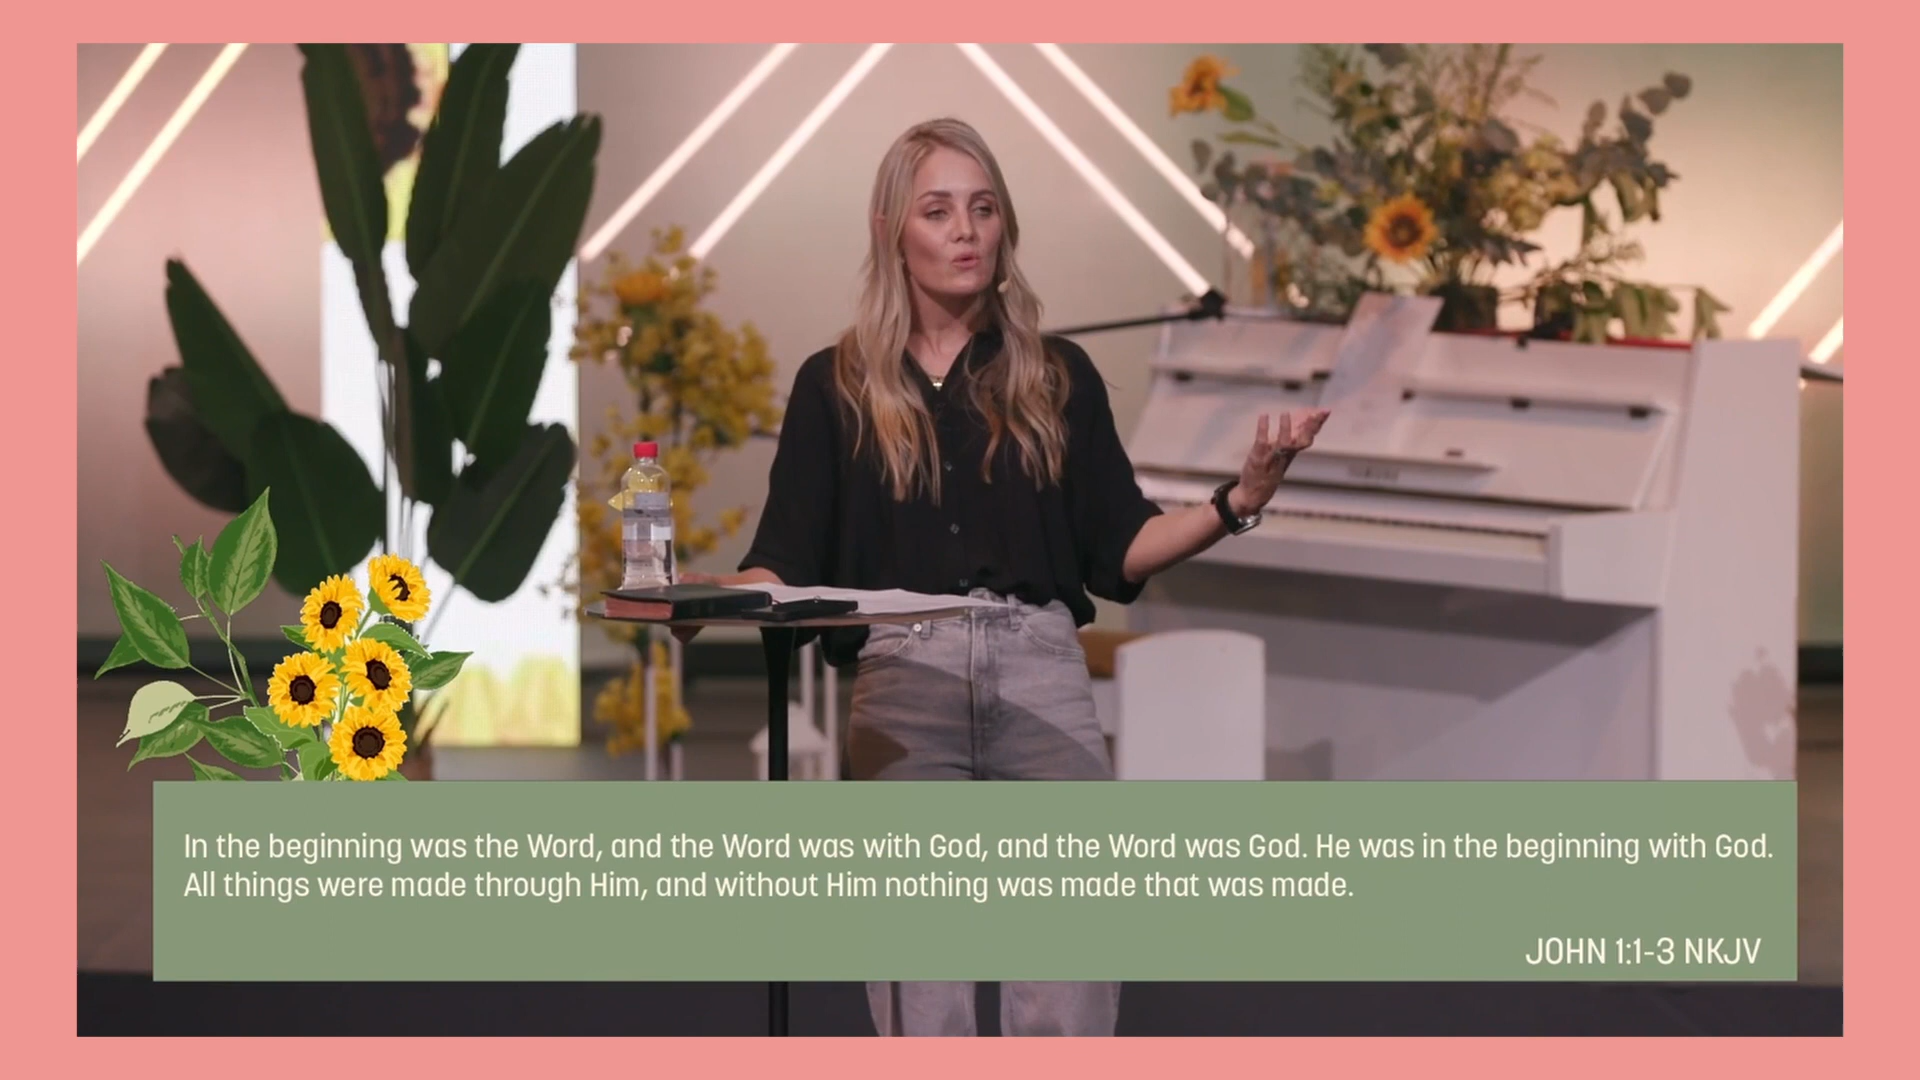 In the beginning was the Word, and the Word was with God, and the Word was God. He was in the beginning with God.
All things were made through Him, and without Him nothing was made that was made.
JOHN 1:1-3 NKJV